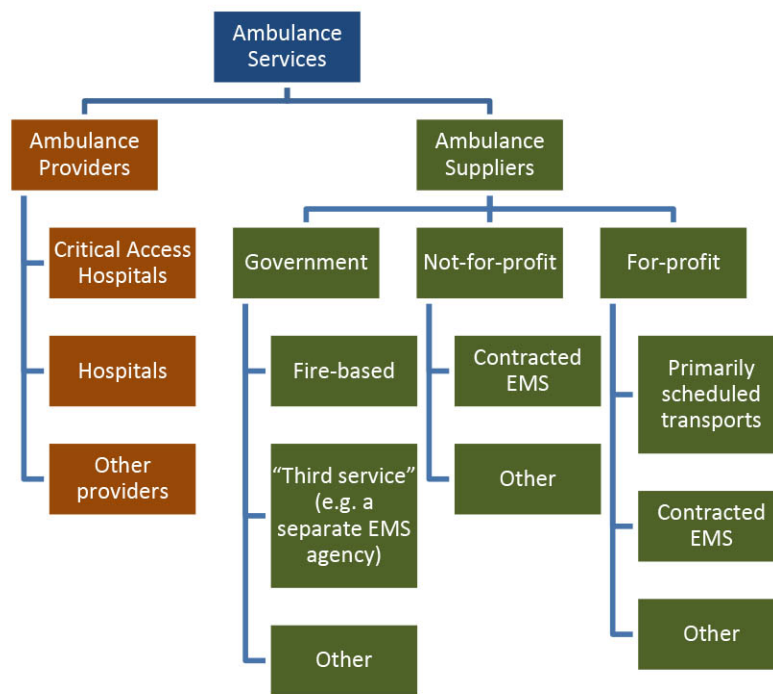 Ambulance
Services
Ambulance
Providers
Ambulance
Suppliers
Critical Access
Hospitals
Hospitals
Other
providers
Government
Not-for-profit
For-profit
Fire-based
“Third service”
(e.g. a
separate EMS
agency)
Other
Contracted
EMS
Other
Primarily
scheduled
transports
Contracted
EMS
Other